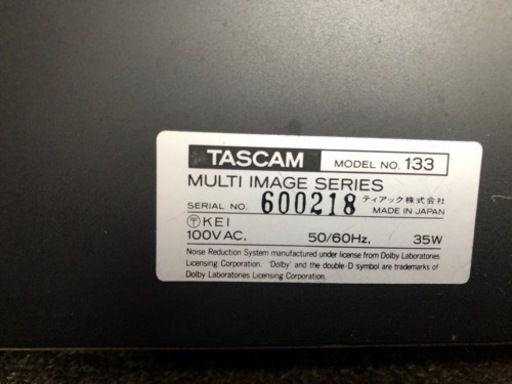 TASCAM MODEL NO. 133
MULTI IMAGE SERIES
SERIAL NO. 600218 ティアック株式会社
MADE IN JAPAN
〒KEI
100V AC, 50/60Hz, 35W
Noise Reduction System manufactured under license from Dolby Laboratories
Licensing Corporation. 'Dolby' and the double-D symbol are trademarks of
Dolby Laboratories Licensing Corporation.